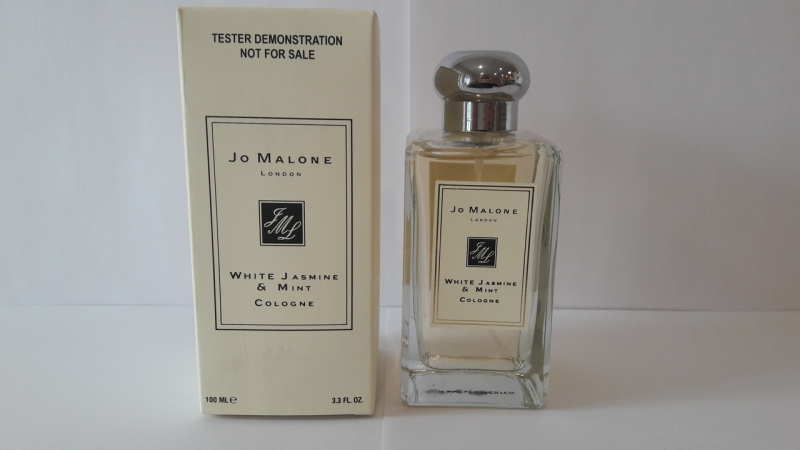 TESTER DEMONSTRATION
NOT FOR SALE
JO MALONE
LONDON
JML
WHITE JASMINE
& MINT
COLOGNE
100 ML e
3.3 FL. OZ.
JO MALONE
LONDON
JML
WHITE JASMINE
& MINT
COLOGNE